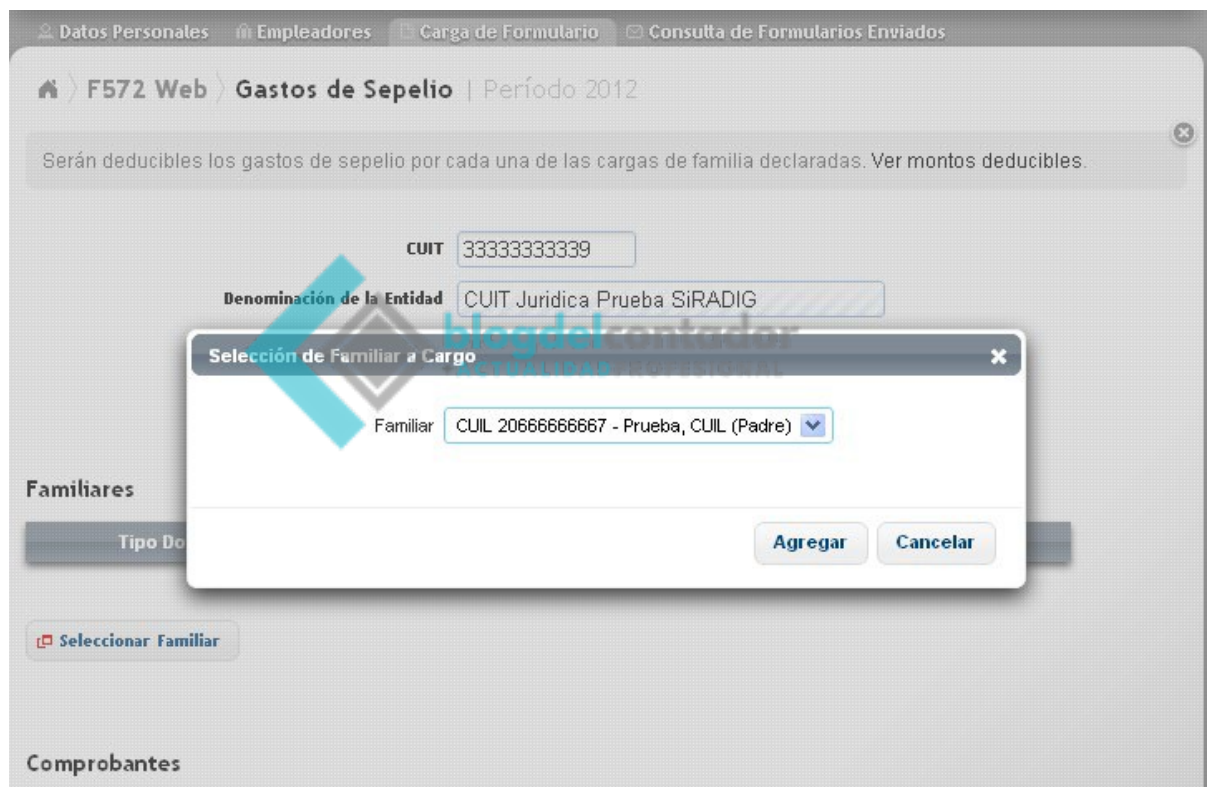 Datos Personales Empleadores Carga de Formulario Consulta de Formularios Enviados
F572 Web Gastos de Sepelio | Período 2012
Serán deducibles los gastos de sepelio por cada una de las cargas de familia declaradas. Ver montos deducibles.
CUIT 33333333339
Denominación de la Entidad CUIT Juridica Prueba SiRADIG
blogdelcontador
Selección de Familiar a Cargo
+ACTUALIDAD PROFESIONAL
Familiar CUIL 20666666667 - Prueba, CUIL (Padre)
Familiares
Tipo Do
Agregar Cancelar
Seleccionar Familiar
Comprobantes